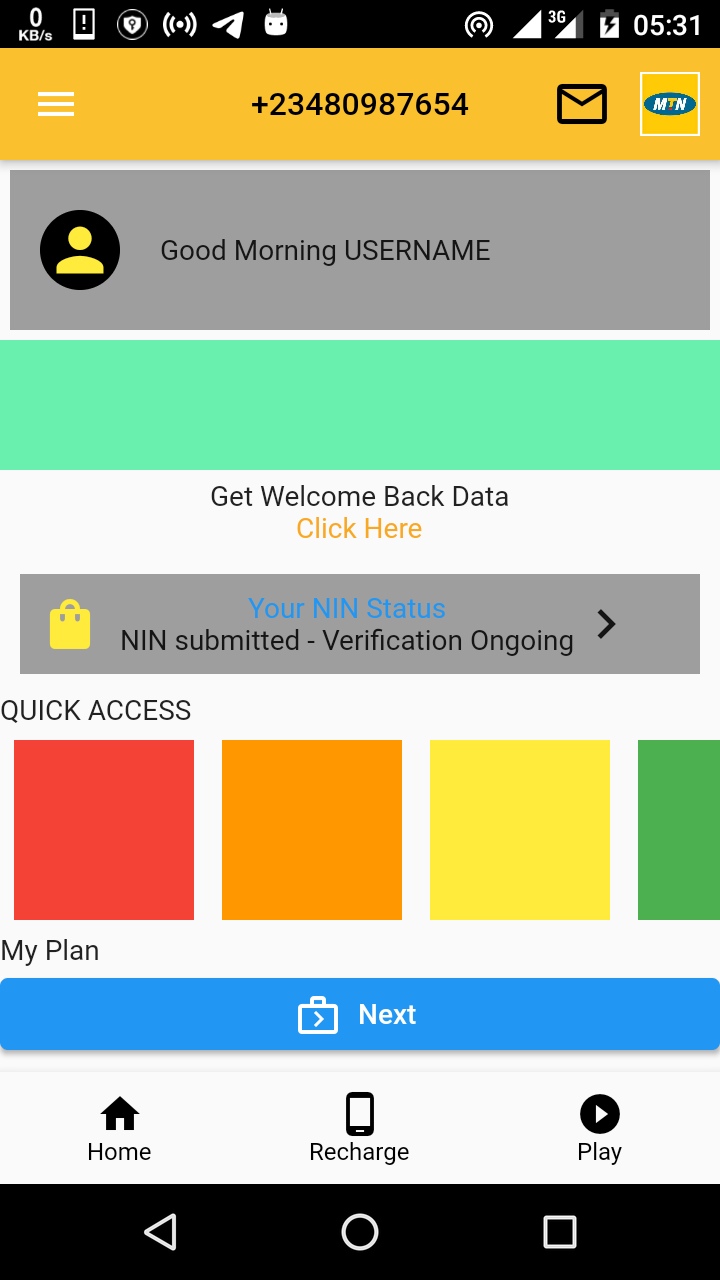 0
KB/s
3G
05:31
+23480987654
MTN
Good Morning USERNAME
Get Welcome Back Data
Click Here
Your NIN Status
NIN submitted - Verification Ongoing
QUICK ACCESS
My Plan
Next
Home
Recharge
Play